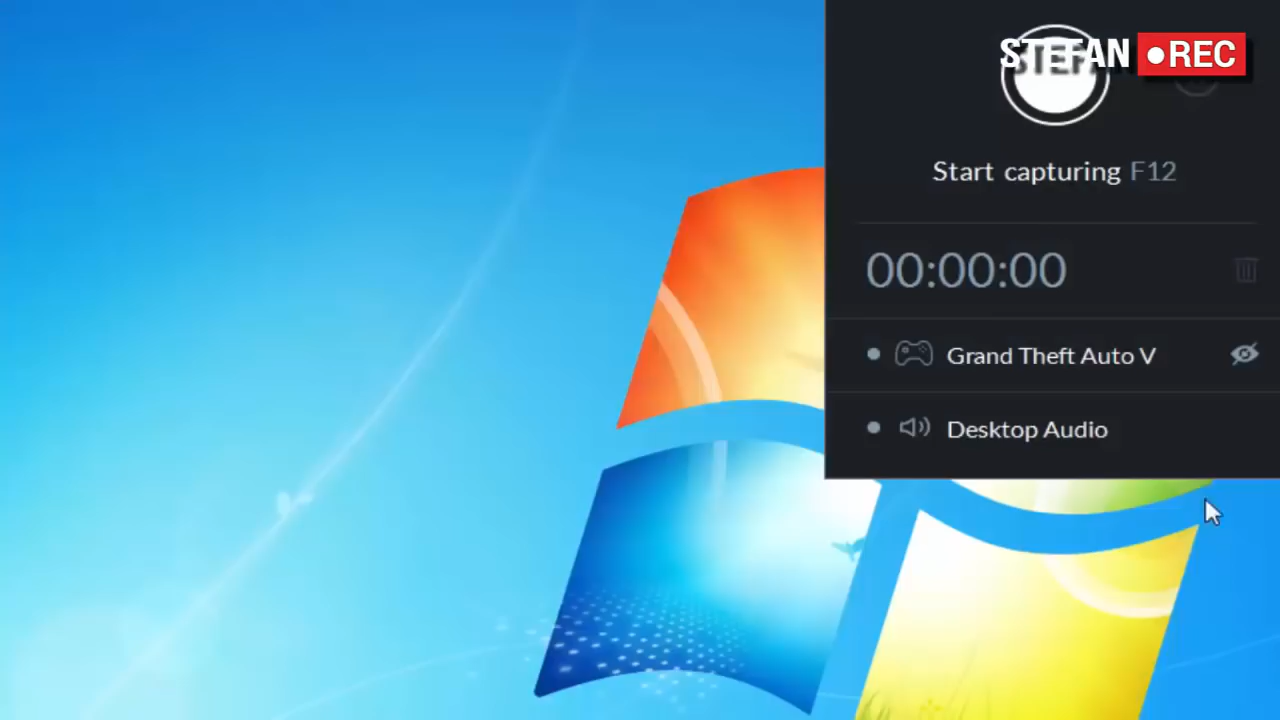 STEFAN REC
Start capturing F12
00:00:00
Grand Theft Auto V
Desktop Audio